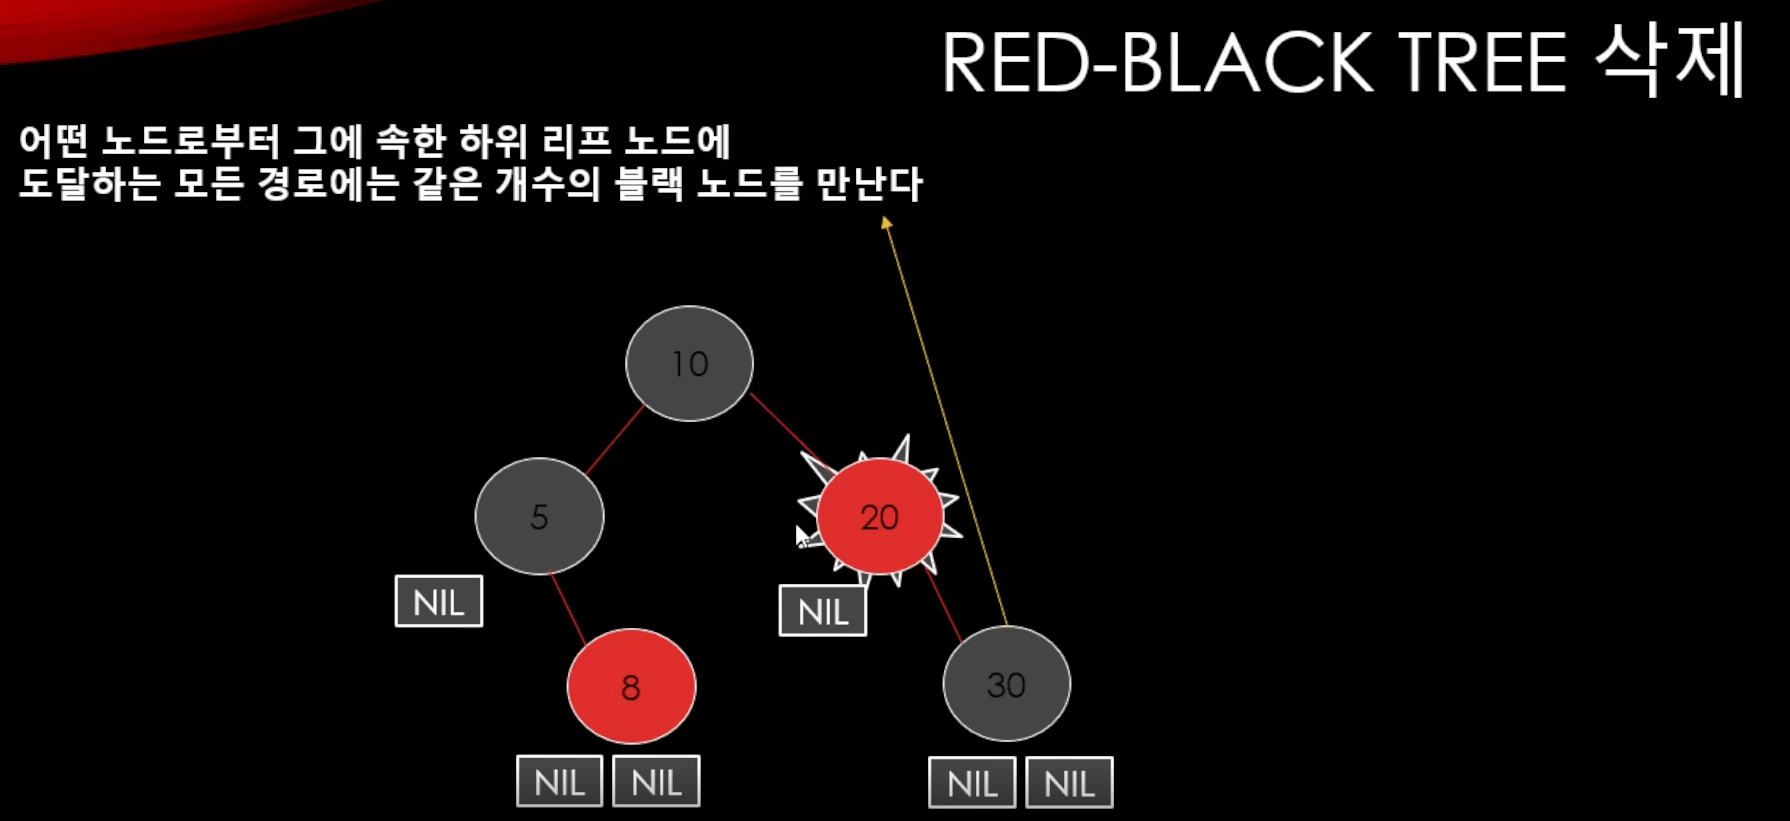 RED-BLACK TREE 삭제
어떤 노드로부터 그에 속한 하위 리프 노드에
도달하는 모든 경로에는 같은 개수의 블랙 노드를 만난다
10
5
20
NIL
NIL
8
30
NIL NIL
NIL NIL